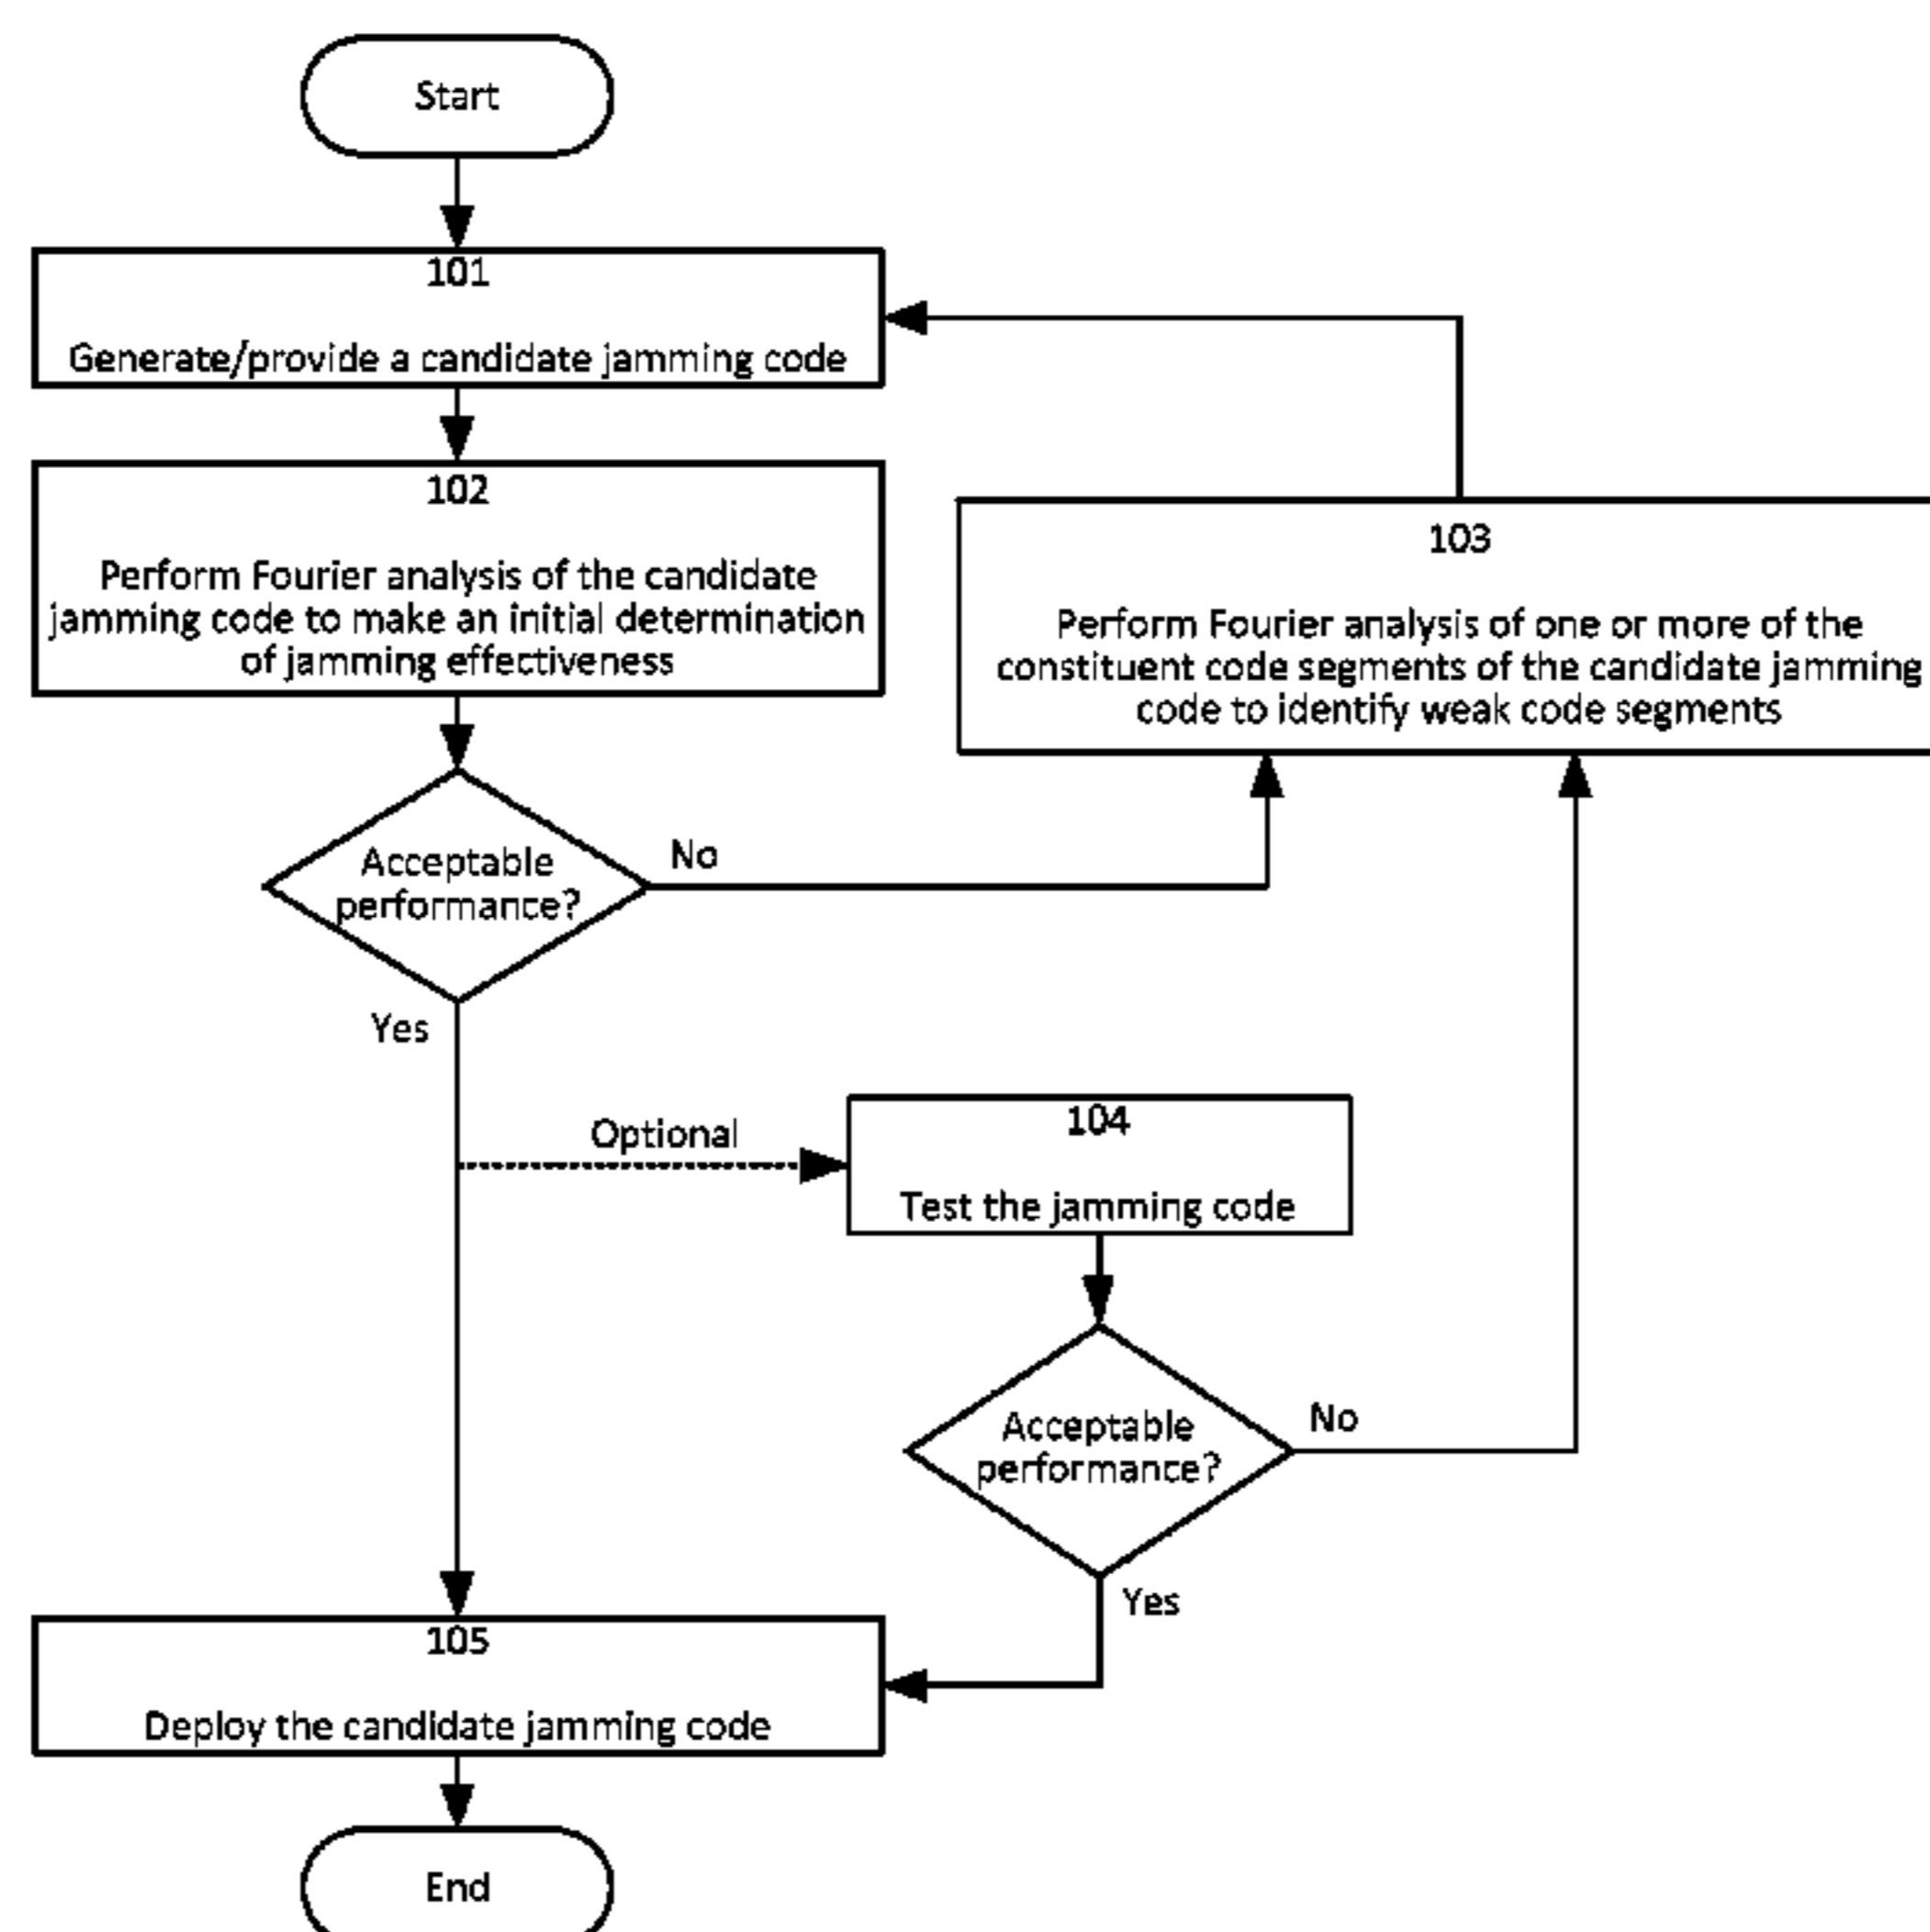 Start
101
Generate/provide a candidate jamming code
102
Perform Fourier analysis of the candidate
jamming code to make an initial determination
of jamming effectiveness
103
Perform Fourier analysis of one or more of the
constituent code segments of the candidate jamming
code to identify weak code segments
Acceptable
performance?
No
Yes
Optional
104
Test the jamming code
Acceptable
performance?
No
Yes
105
Deploy the candidate jamming code
End